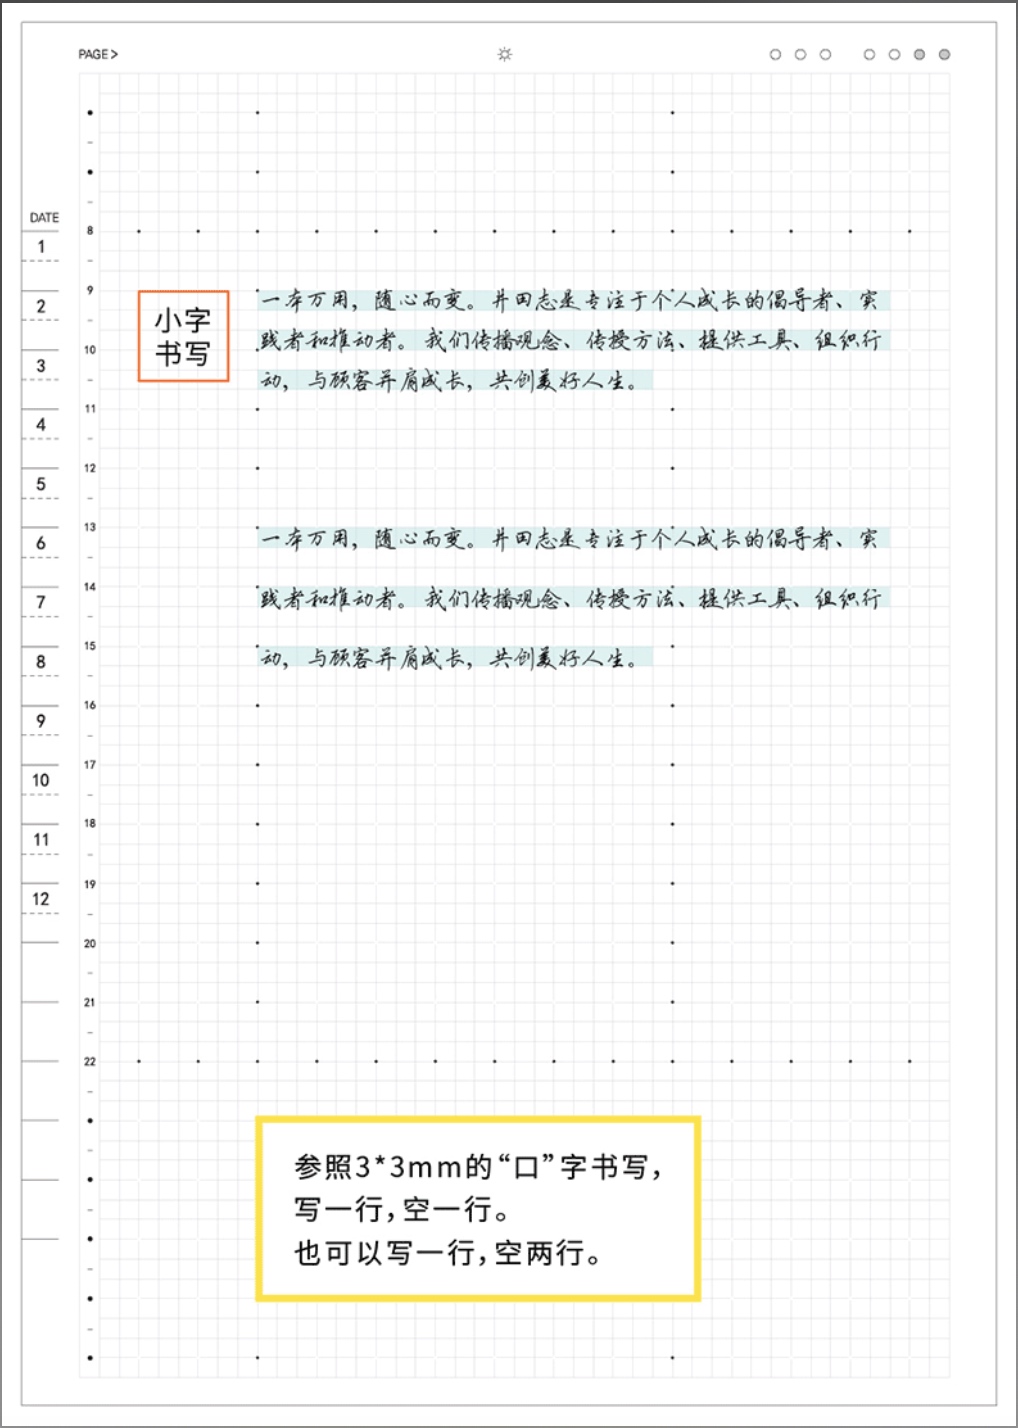 PAGE>
DATE
1
2
3
4
5
6
7
8
9
10
11
12
8
9
10
11
12
13
14
15
16
17
18
19
20
21
22
小字
书写
一本万用，随心而变。井田志是专注于个人成长的倡导者、实
践者和推动者。我们传播观念、传授方法、提供工具、组织行
动，与顾客并肩成长，共创美好人生。
一本万用，随心而变。井田志是专注于个人成长的倡导者、实
践者和推动者。我们传播观念、传授方法、提供工具、组织行
动，与顾客并肩成长，共创美好人生。
参照3*3mm的“口”字书写，
写一行，空一行。
也可以写一行，空两行。